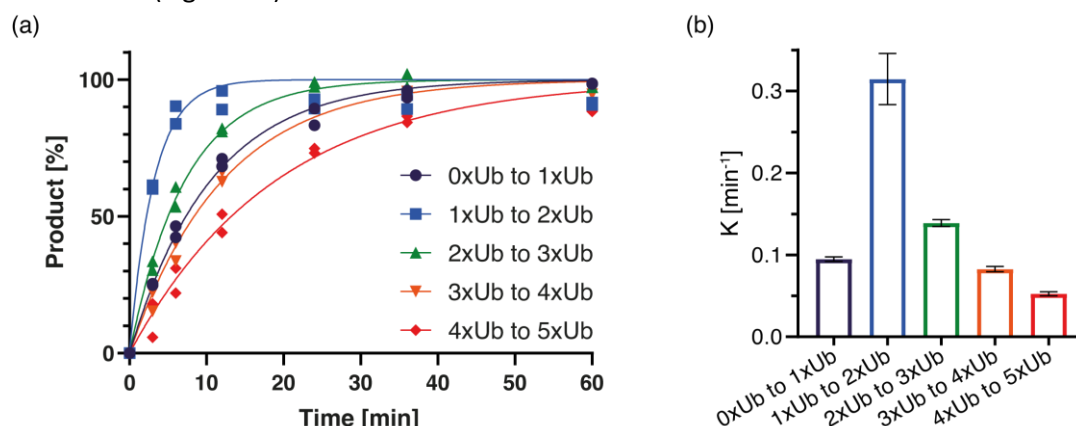 (a)
100
50
0
Product [%]
0
10
20
30
40
50
60
Time [min]
0xUb to 1xUb
1xUb to 2xUb
2xUb to 3xUb
3xUb to 4xUb
4xUb to 5xUb
(b)
0.3
0.2
0.1
0.0
K [min⁻¹]
0xUb to 1xUb
1xUb to 2xUb
2xUb to 3xUb
3xUb to 4xUb
4xUb to 5xUb